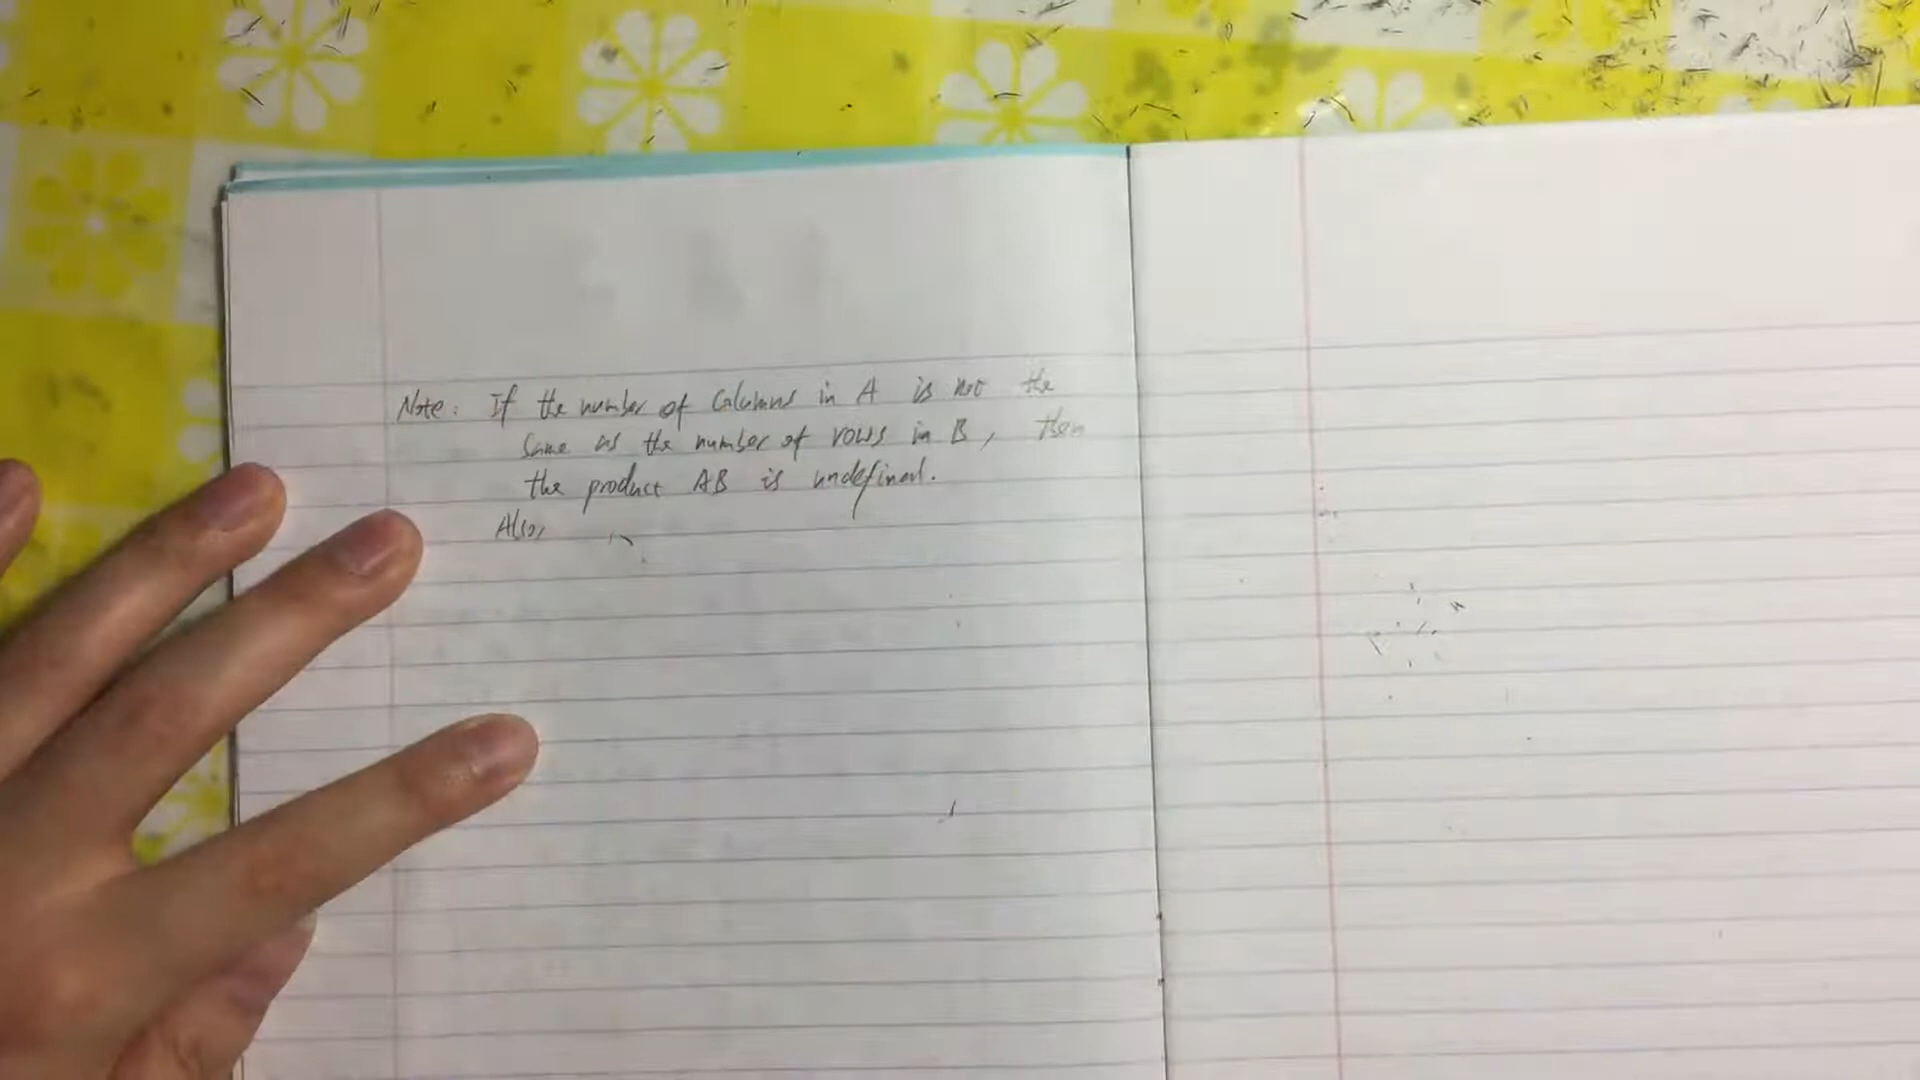 Note: If the number of Columns in A is not the
same as the number of rows in B, then
the product AB is undefined.
Also,